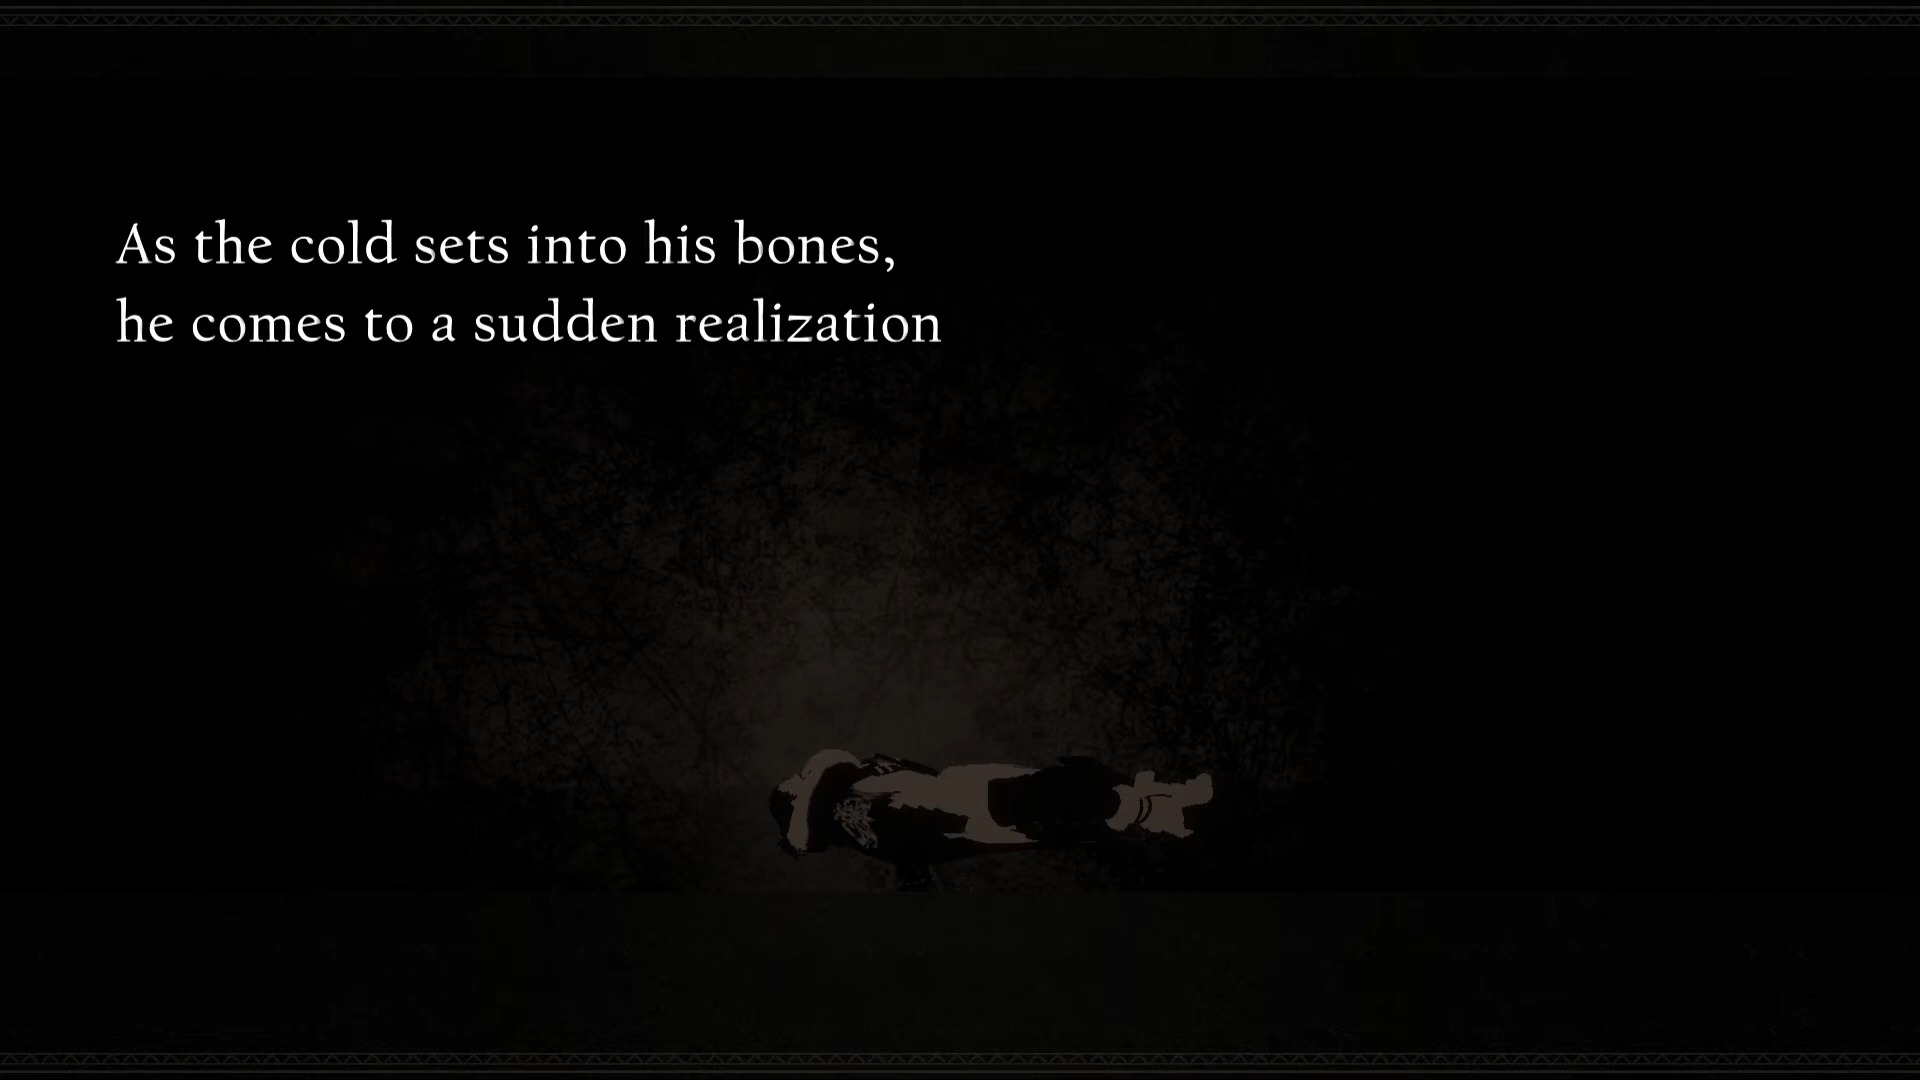 As the cold sets into his bones,
he comes to a sudden realization